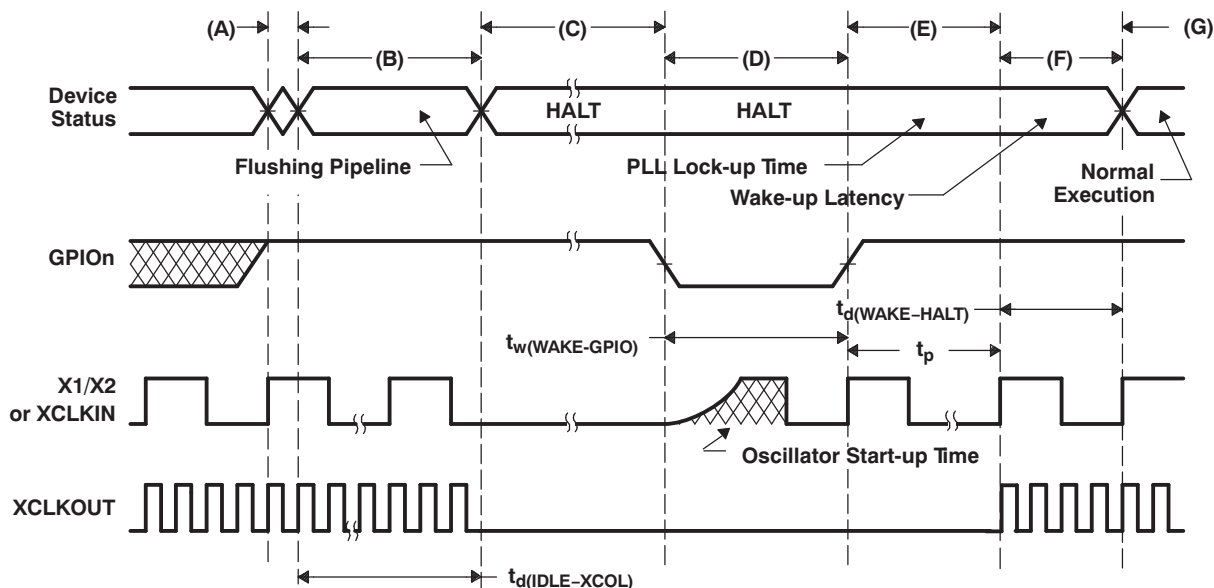 (A)
(C)
(E)
(G)
(B)
(D)
(F)
Device
Status
HALT
HALT
Flushing Pipeline
PLL Lock-up Time
Wake-up Latency
Normal
Execution
GPIOn
td(WAKE−HALT)
tw(WAKE-GPIO)
tp
X1/X2
or XCLKIN
Oscillator Start-up Time
XCLKOUT
td(IDLE−XCOL)